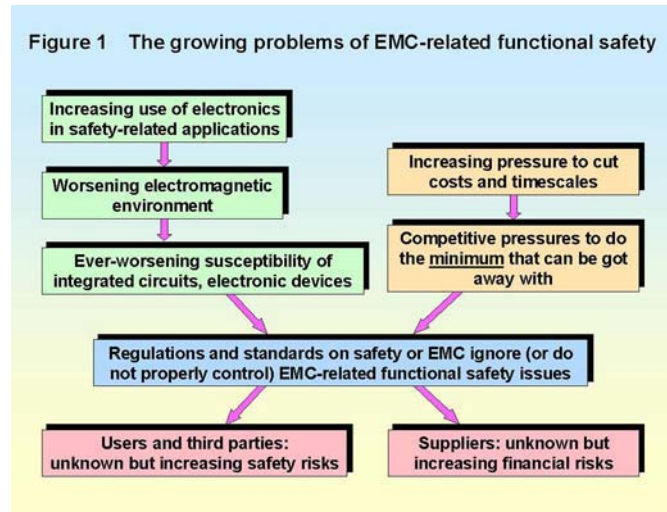 Figure 1 The growing problems of EMC-related functional safety
Increasing use of electronics
in safety-related applications
Worsening electromagnetic
environment
Ever-worsening susceptibility of
integrated circuits, electronic devices
Increasing pressure to cut
costs and timescales
Competitive pressures to do
the minimum that can be got
away with
Regulations and standards on safety or EMC ignore (or do
not properly control) EMC-related functional safety issues
Users and third parties:
unknown but increasing safety risks
Suppliers: unknown but
increasing financial risks